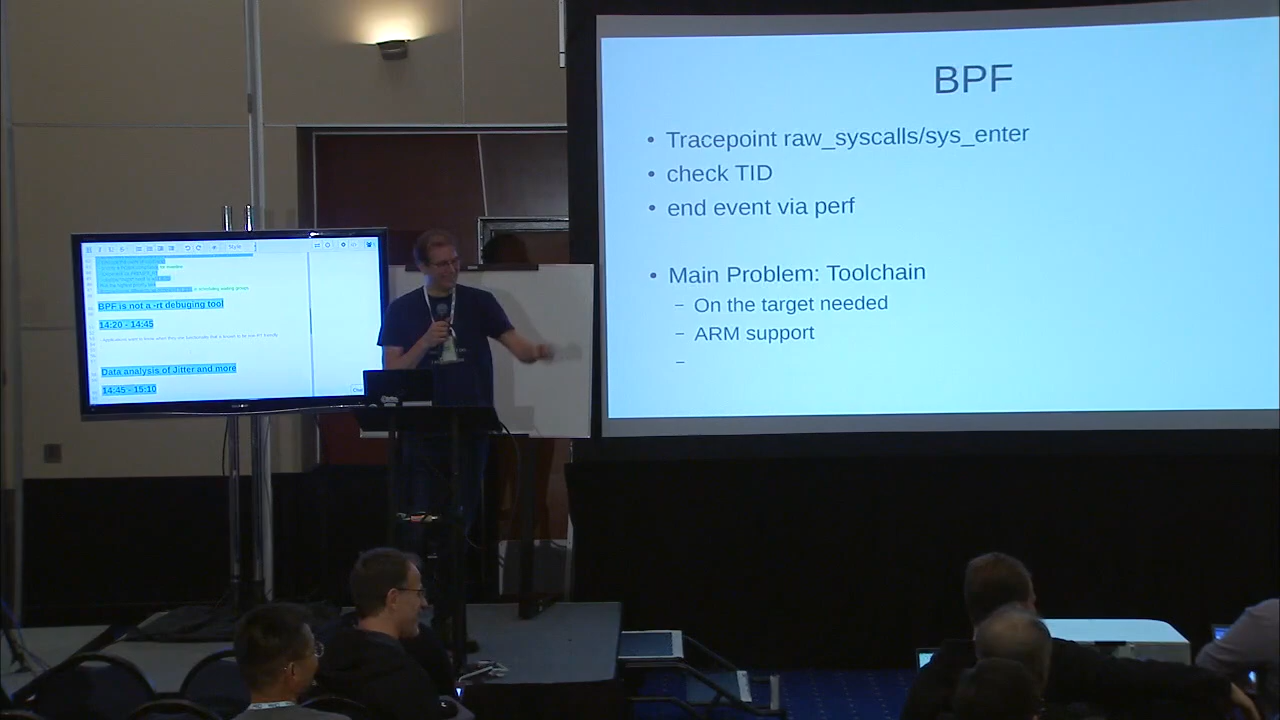 BPF
• Tracepoint raw_syscalls/sys_enter
• check TID
• end event via perf
• Main Problem: Toolchain
– On the target needed
– ARM support
–
Style
BPF is not a -rt debuging tool
14:20 - 14:45
Data analysis of Jitter and more
14:45 - 15:10